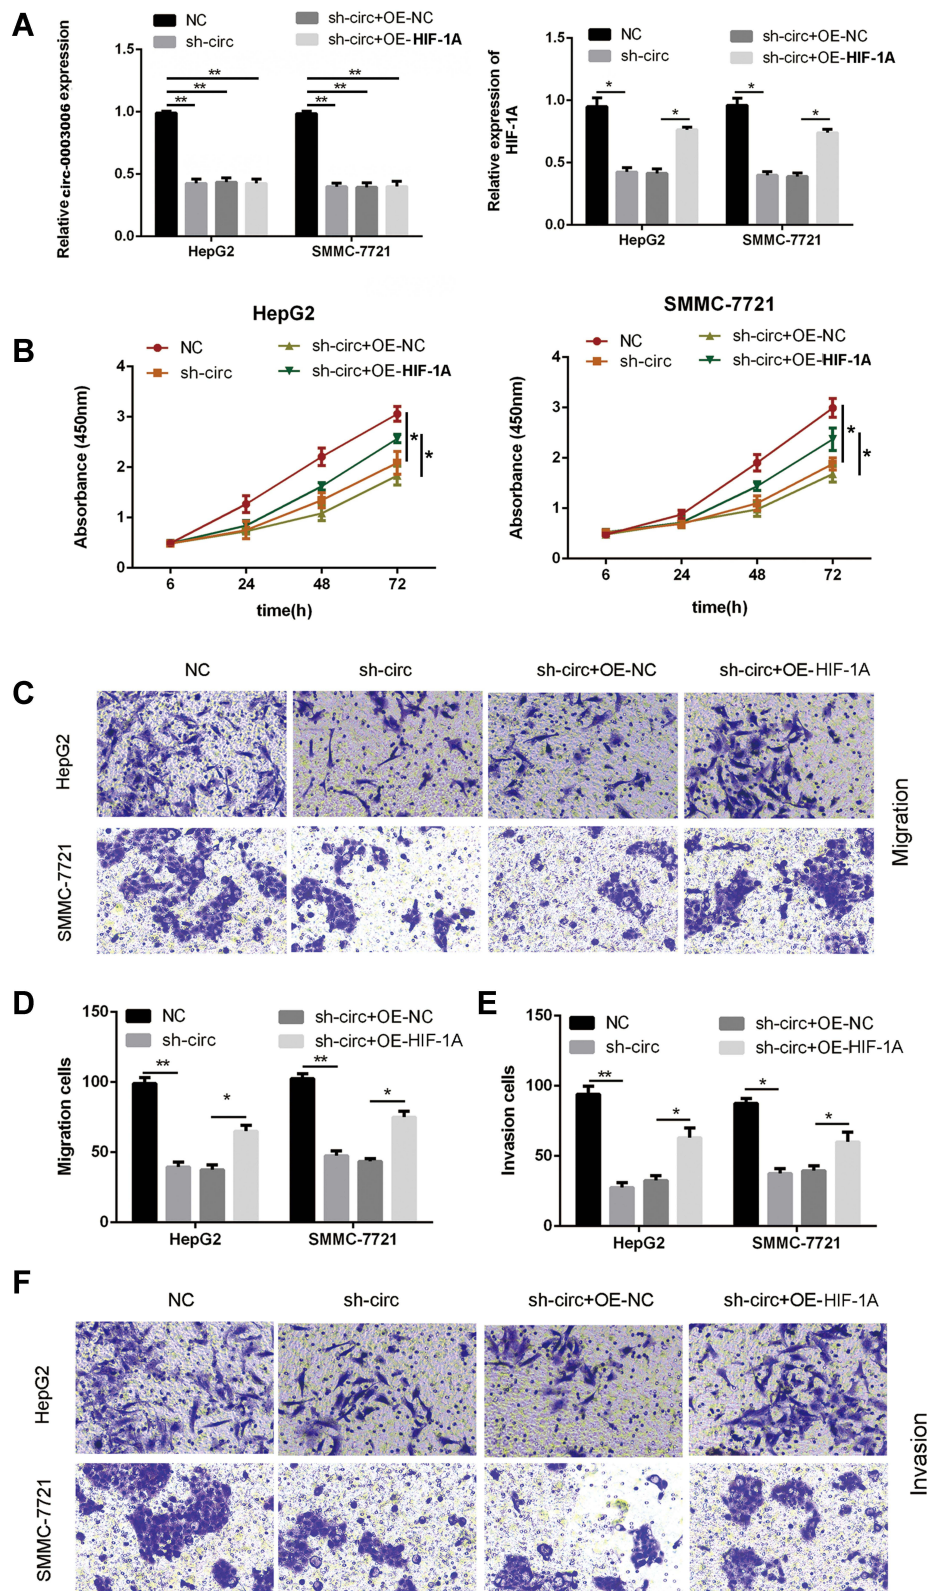 A
NC
sh-circ
sh-circ+OE-NC
sh-circ+OE-HIF-1A
Relative circ-0003006 expression
1.5
1.0
0.5
0.0
**
**
**
**
**
**
HepG2
SMMC-7721
NC
sh-circ
sh-circ+OE-NC
sh-circ+OE-HIF-1A
Relative expression of
HIF-1A
1.5
1.0
0.5
0.0
*
*
*
*
HepG2
SMMC-7721
B
HepG2
NC
sh-circ
sh-circ+OE-NC
sh-circ+OE-HIF-1A
Absorbance (450nm)
4
3
2
1
0
*
*
6
24
48
72
time(h)
SMMC-7721
NC
sh-circ
sh-circ+OE-NC
sh-circ+OE-HIF-1A
Absorbance (450nm)
4
3
2
1
0
*
*
6
24
48
72
time(h)
C
NC
sh-circ
sh-circ+OE-NC
sh-circ+OE-HIF-1A
HepG2
SMMC-7721
Migration
D
NC
sh-circ
sh-circ+OE-NC
sh-circ+OE-HIF-1A
Migration cells
150
100
50
0
**
*
**
*
HepG2
SMMC-7721
E
NC
sh-circ
sh-circ+OE-NC
sh-circ+OE-HIF-1A
Invasion cells
150
100
50
0
**
*
*
*
HepG2
SMMC-7721
F
NC
sh-circ
sh-circ+OE-NC
sh-circ+OE-HIF-1A
HepG2
SMMC-7721
Invasion